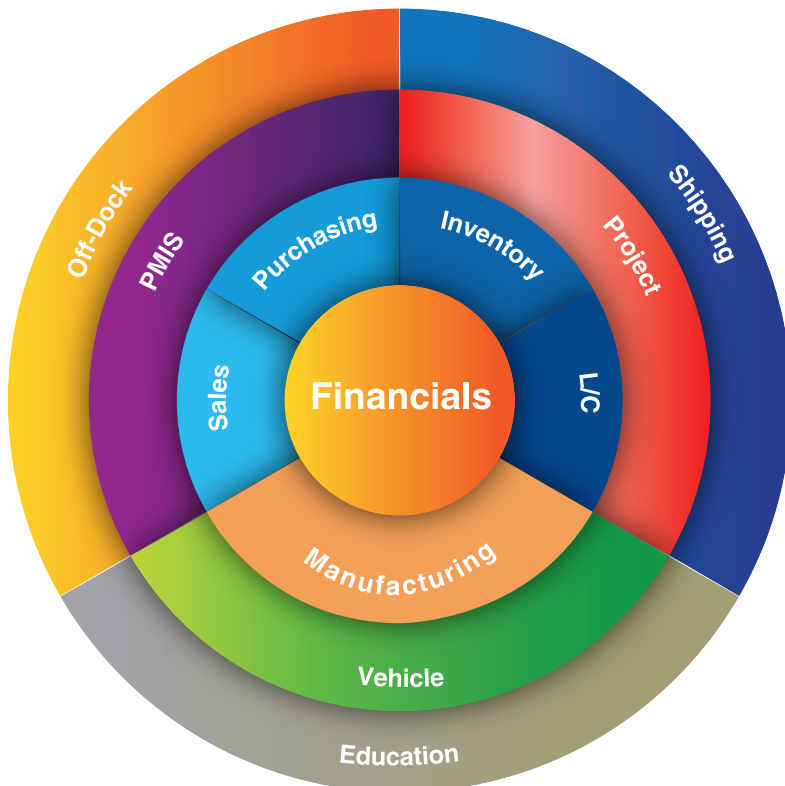 Off-Dock
Shipping
PMIS
Project
Purchasing
Inventory
Sales
Financials
L/C
Manufacturing
Vehicle
Education